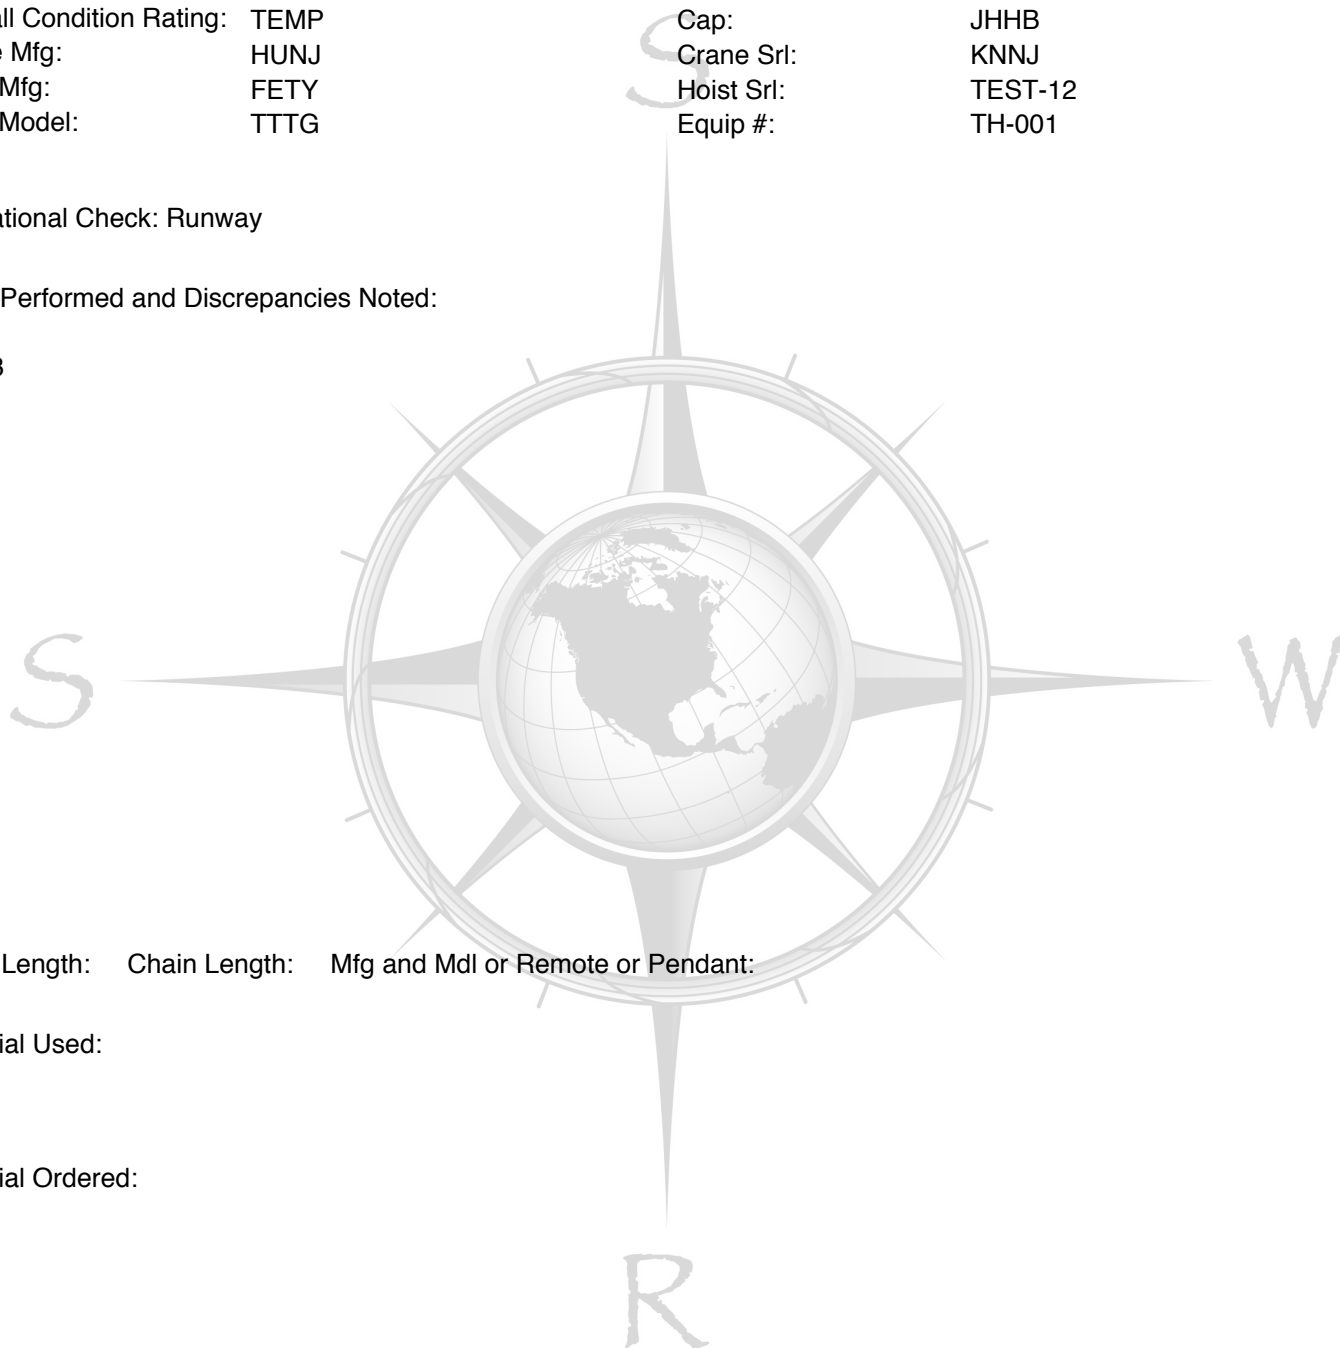 all Condition Rating: TEMP Cap: JHHB
e Mfg: HUNJ Crane Srl: KNNJ
Mfg: FETY Hoist Srl: TEST-12
Model: TTTG Equip #: TH-001
ational Check: Runway
Performed and Discrepancies Noted:
S
S
W
Length: Chain Length: Mfg and Mdl or Remote or Pendant:
ial Used:
ial Ordered:
R